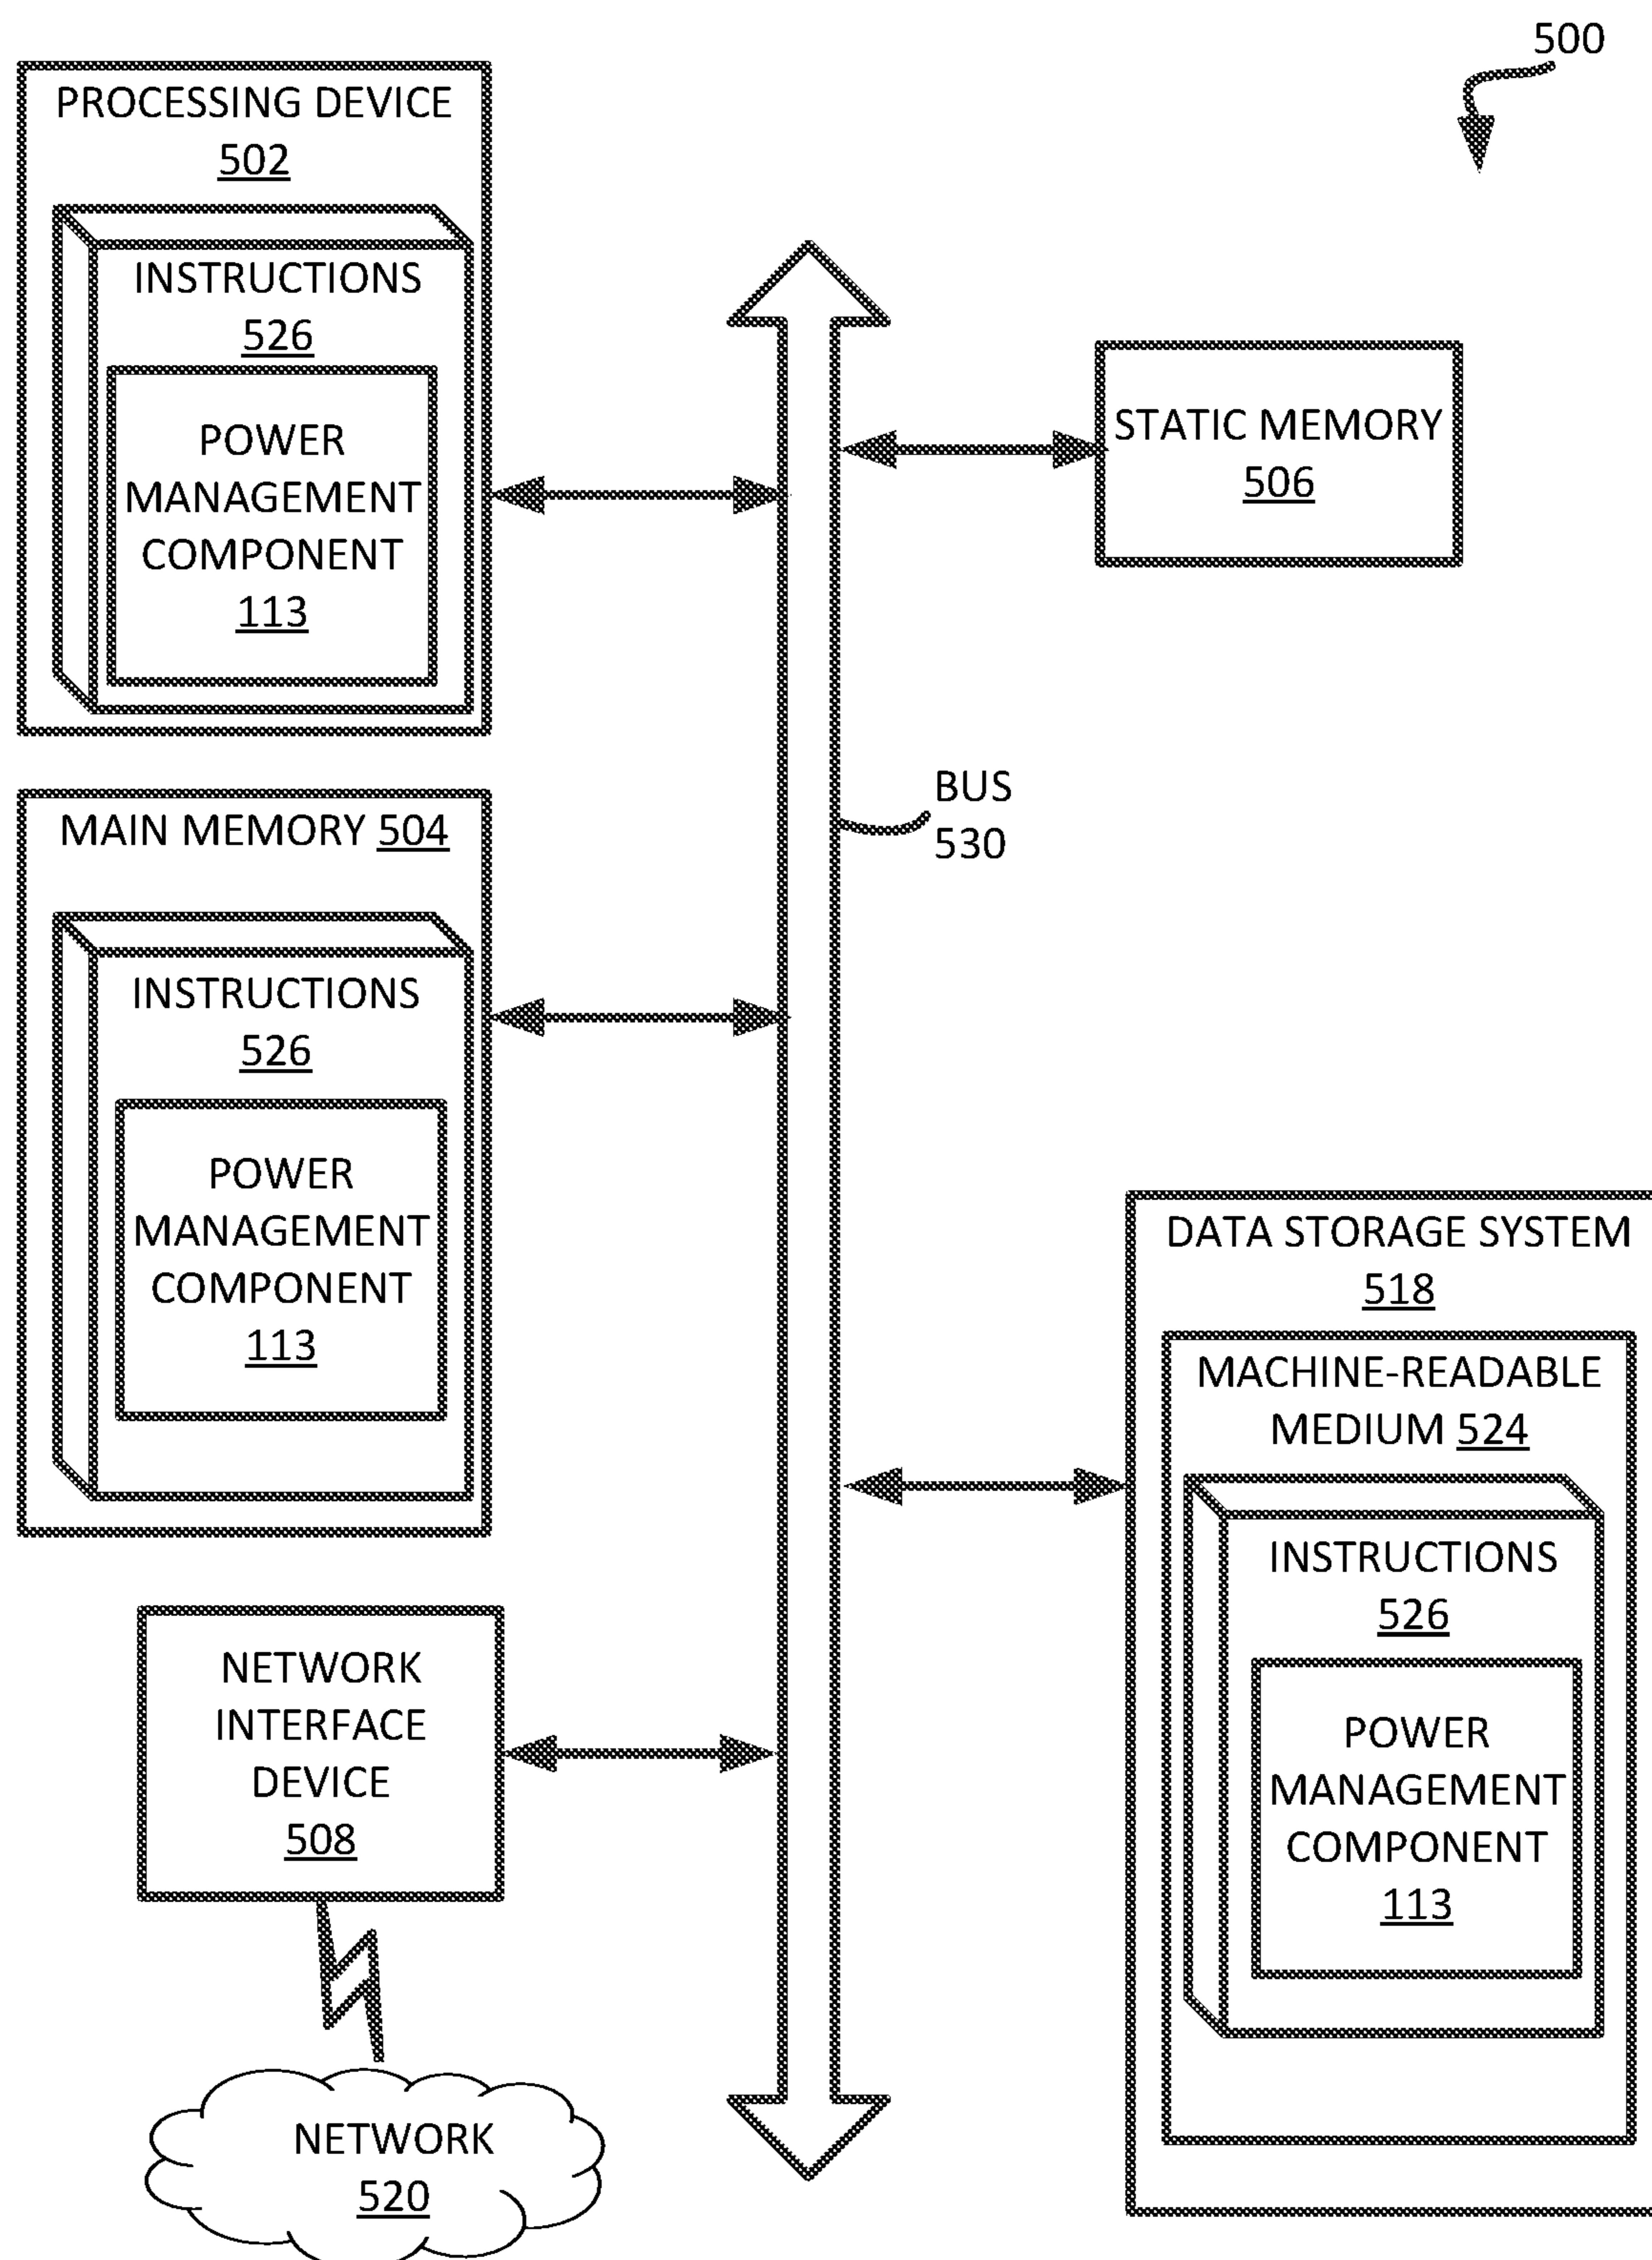 500
PROCESSING DEVICE
502
INSTRUCTIONS
526
POWER
MANAGEMENT
COMPONENT
113
STATIC MEMORY
506
BUS
530
MAIN MEMORY 504
INSTRUCTIONS
526
POWER
MANAGEMENT
COMPONENT
113
DATA STORAGE SYSTEM
518
MACHINE-READABLE
MEDIUM 524
INSTRUCTIONS
526
POWER
MANAGEMENT
COMPONENT
113
NETWORK
INTERFACE
DEVICE
508
NETWORK
520